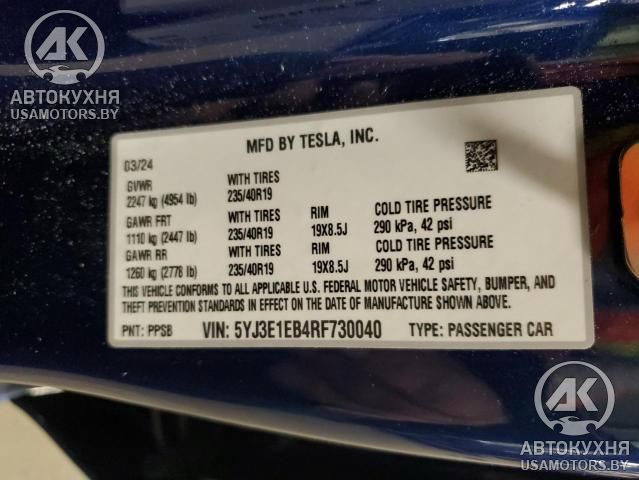 AK
АВТОКУХНЯ
USAMOTORS.BY
MFD BY TESLA, INC.
03/24
GVWR WITH TIRES
2247 kg (4954 lb) 235/40R19
GAWR FRT WITH TIRES RIM COLD TIRE PRESSURE
1110 kg (2447 lb) 235/40R19 19X8.5J 290 kPa, 42 psi
GAWR RR WITH TIRES RIM COLD TIRE PRESSURE
1260 kg (2778 lb) 235/40R19 19X8.5J 290 kPa, 42 psi
THIS VEHICLE CONFORMS TO ALL APPLICABLE U.S. FEDERAL MOTOR VEHICLE SAFETY, BUMPER, AND
THEFT PREVENTION STANDARDS IN EFFECT ON THE DATE OF MANUFACTURE SHOWN ABOVE.
PNT: PPSB VIN: 5YJ3E1EB4RF730040 TYPE: PASSENGER CAR
AK
АВТОКУХНЯ
USAMOTORS.BY